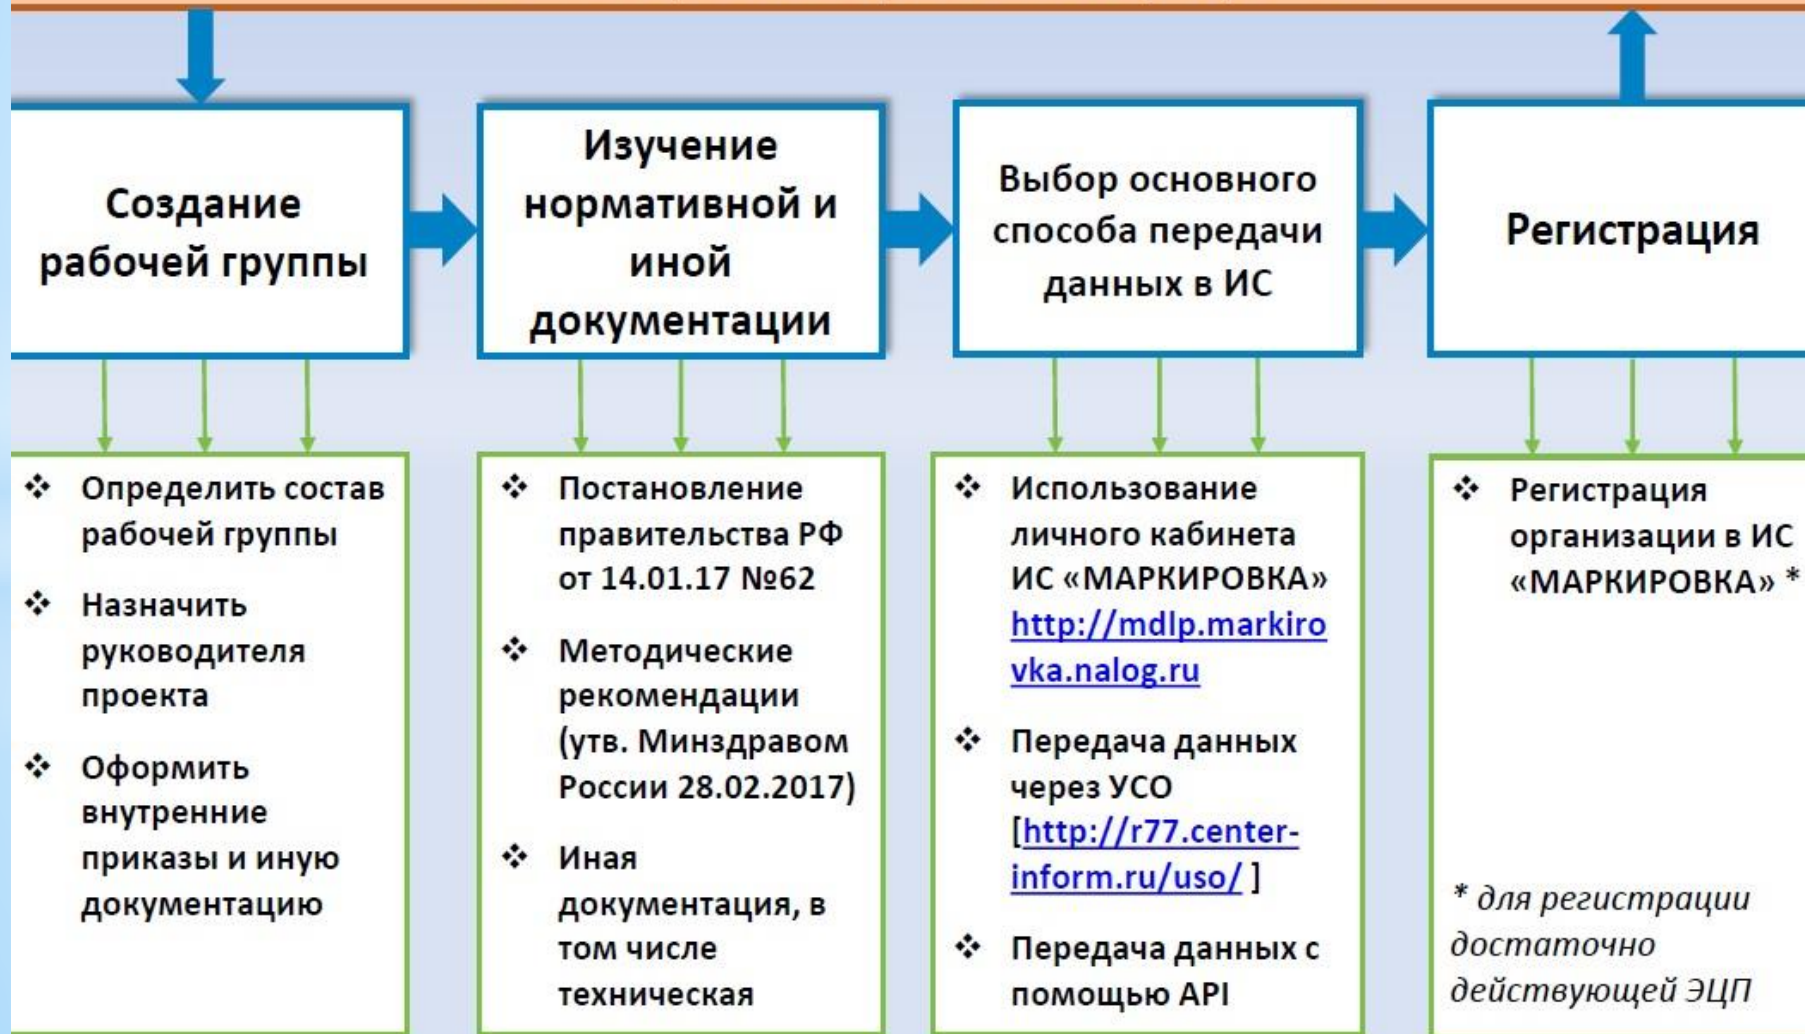 Создание
рабочей группы
Изучение
нормативной и
иной
документации
Выбор основного
способа передачи
данных в ИС
Регистрация
❖ Определить состав
рабочей группы
❖ Назначить
руководителя
проекта
❖ Оформить
внутренние
приказы и иную
документацию
❖ Постановление
правительства РФ
от 14.01.17 №62
❖ Методические
рекомендации
(утв. Минздравом
России 28.02.2017)
❖ Иная
документация, в
том числе
техническая
❖ Использование
личного кабинета
ИС «МАРКИРОВКА»
http://mdlp.markiro
vka.nalog.ru
❖ Передача данных
через УСО
[http://r77.center-
inform.ru/uso/ ]
❖ Передача данных с
помощью API
❖ Регистрация
организации в ИС
«МАРКИРОВКА» *
* для регистрации
достаточно
действующей ЭЦП